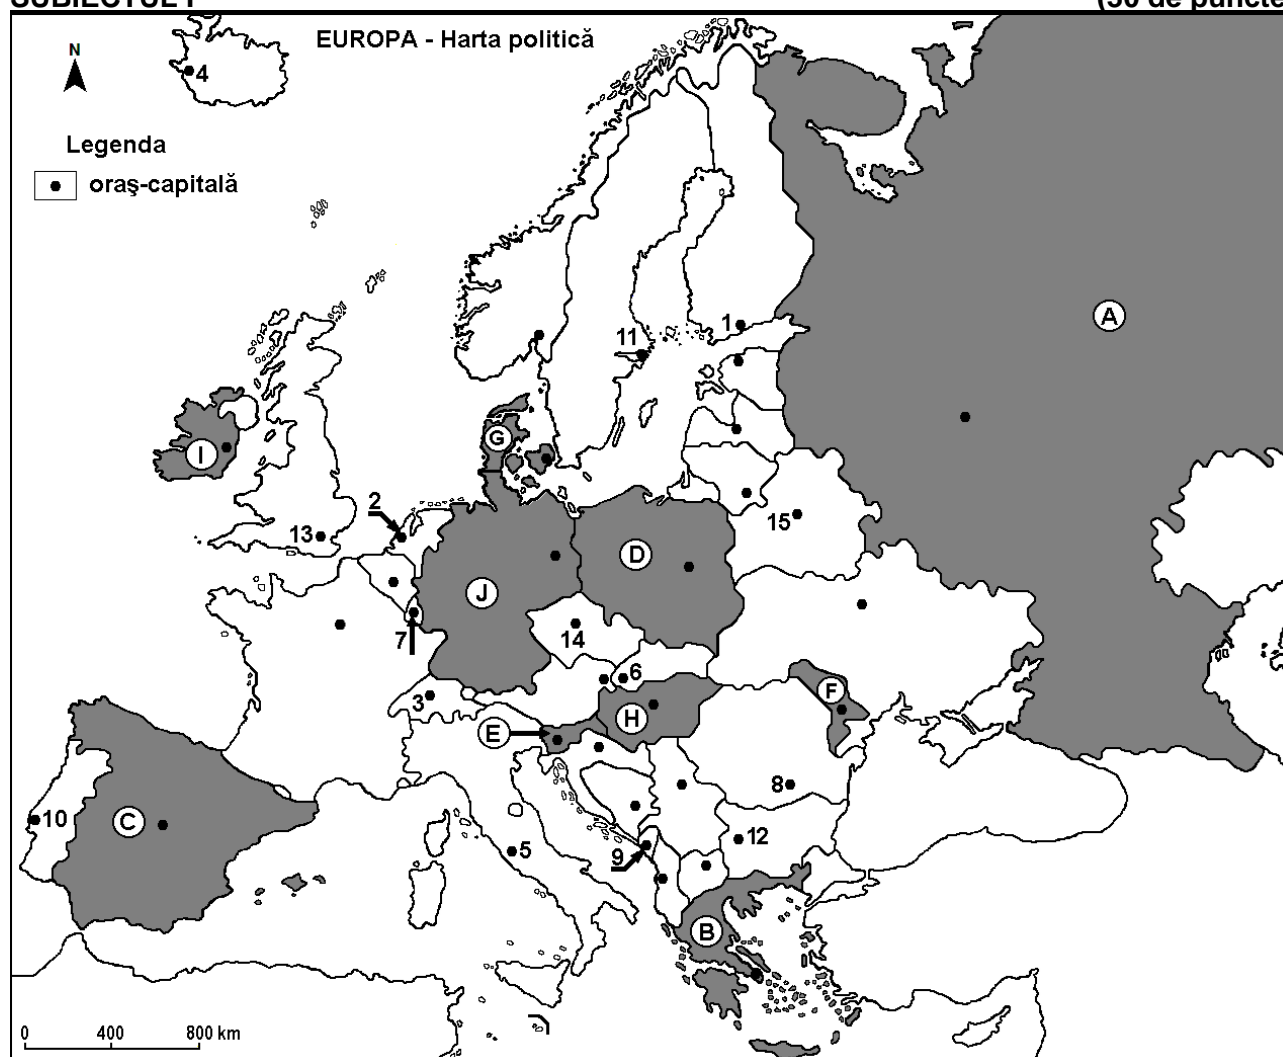 SUBIECTUL I (30 de puncte
EUROPA - Harta politică
N
4
Legenda
oraş-capitală
A
1
11
G
I
2
13
15
D
J
14
7
6
3
F
H
E
8
10
C
12
5
9
B
0 400 800 km